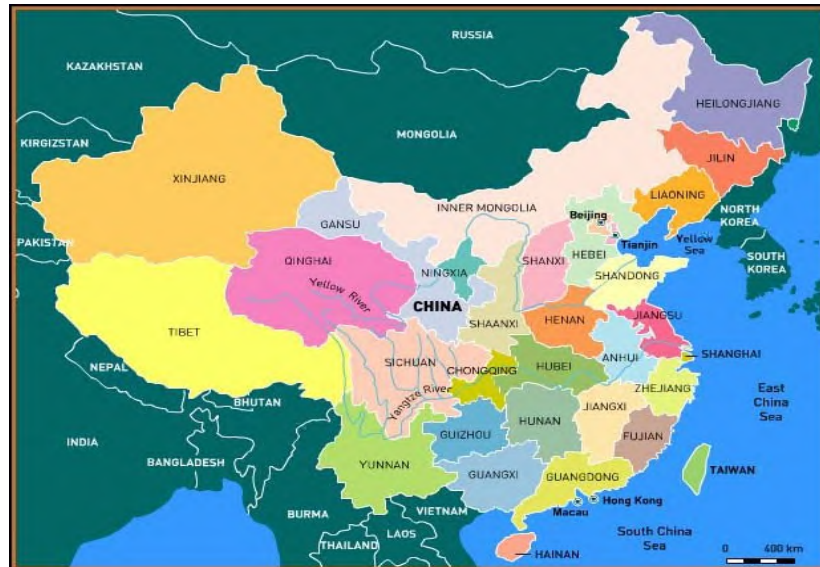 RUSSIA
KAZAKHSTAN
HEILONGJIANG
MONGOLIA
KIRGIZSTAN
JILIN
XINJIANG
LIAONING
INNER MONGOLIA
GANSU
Beijing
NORTH
KOREA
Tianjin
Yellow
Sea
PAKISTAN
QINGHAI
NINGXIA
SHANXI
HEBEI
SOUTH
KOREA
SHANDONG
Yellow River
CHINA
TIBET
SHAANXI
HENAN
JIANGSU
SICHUAN
SHANGHAI
ANHUI
NEPAL
CHONGQING
HUBEI
ZHEJIANG
East
China
Sea
BHUTAN
Yangtze River
JIANGXI
HUNAN
INDIA
GUIZHOU
FUJIAN
BANGLADESH
YUNNAN
TAIWAN
GUANGXI
GUANGDONG
Hong Kong
Macau
BURMA
VIETNAM
LAOS
South China
Sea
THAILAND
HAINAN
0 400 km